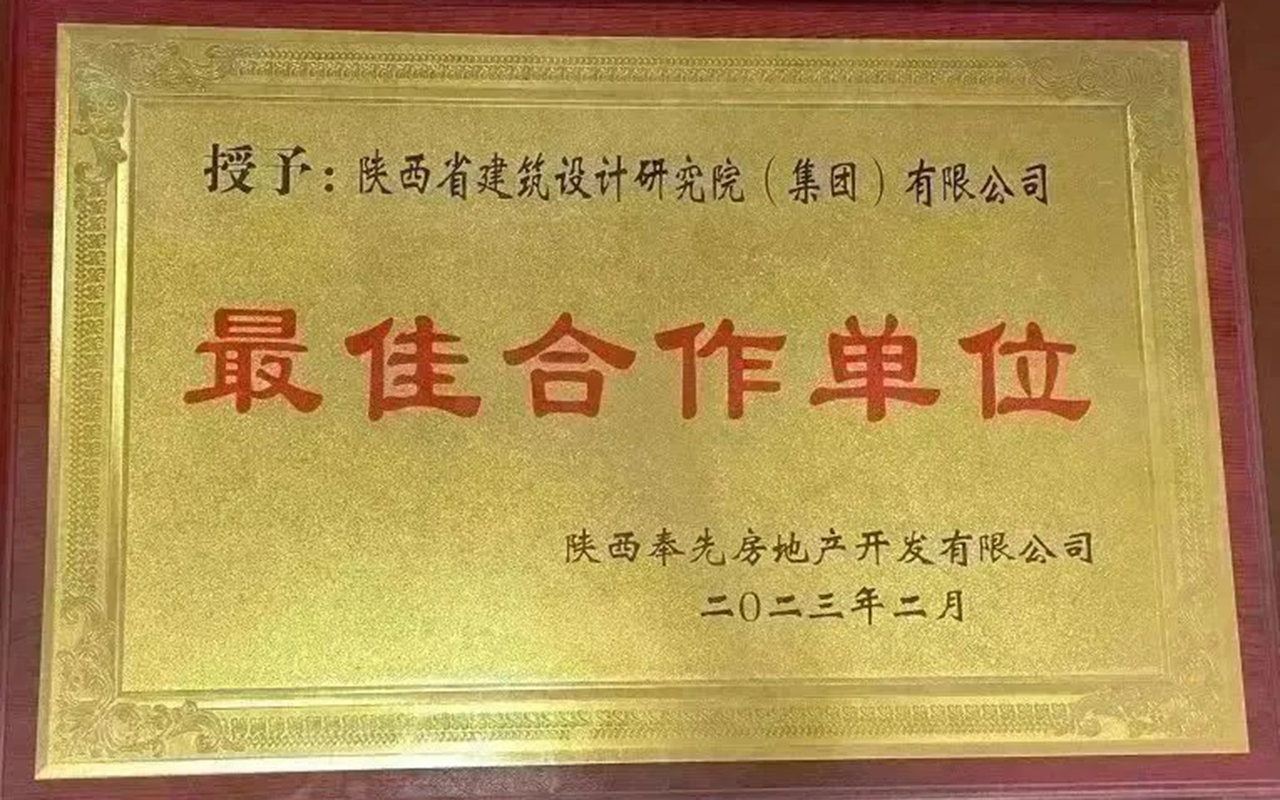 授予：陕西省建筑设计研究院（集团）有限公司
最佳合作单位
陕西奉先房地产开发有限公司
二〇二三年二月